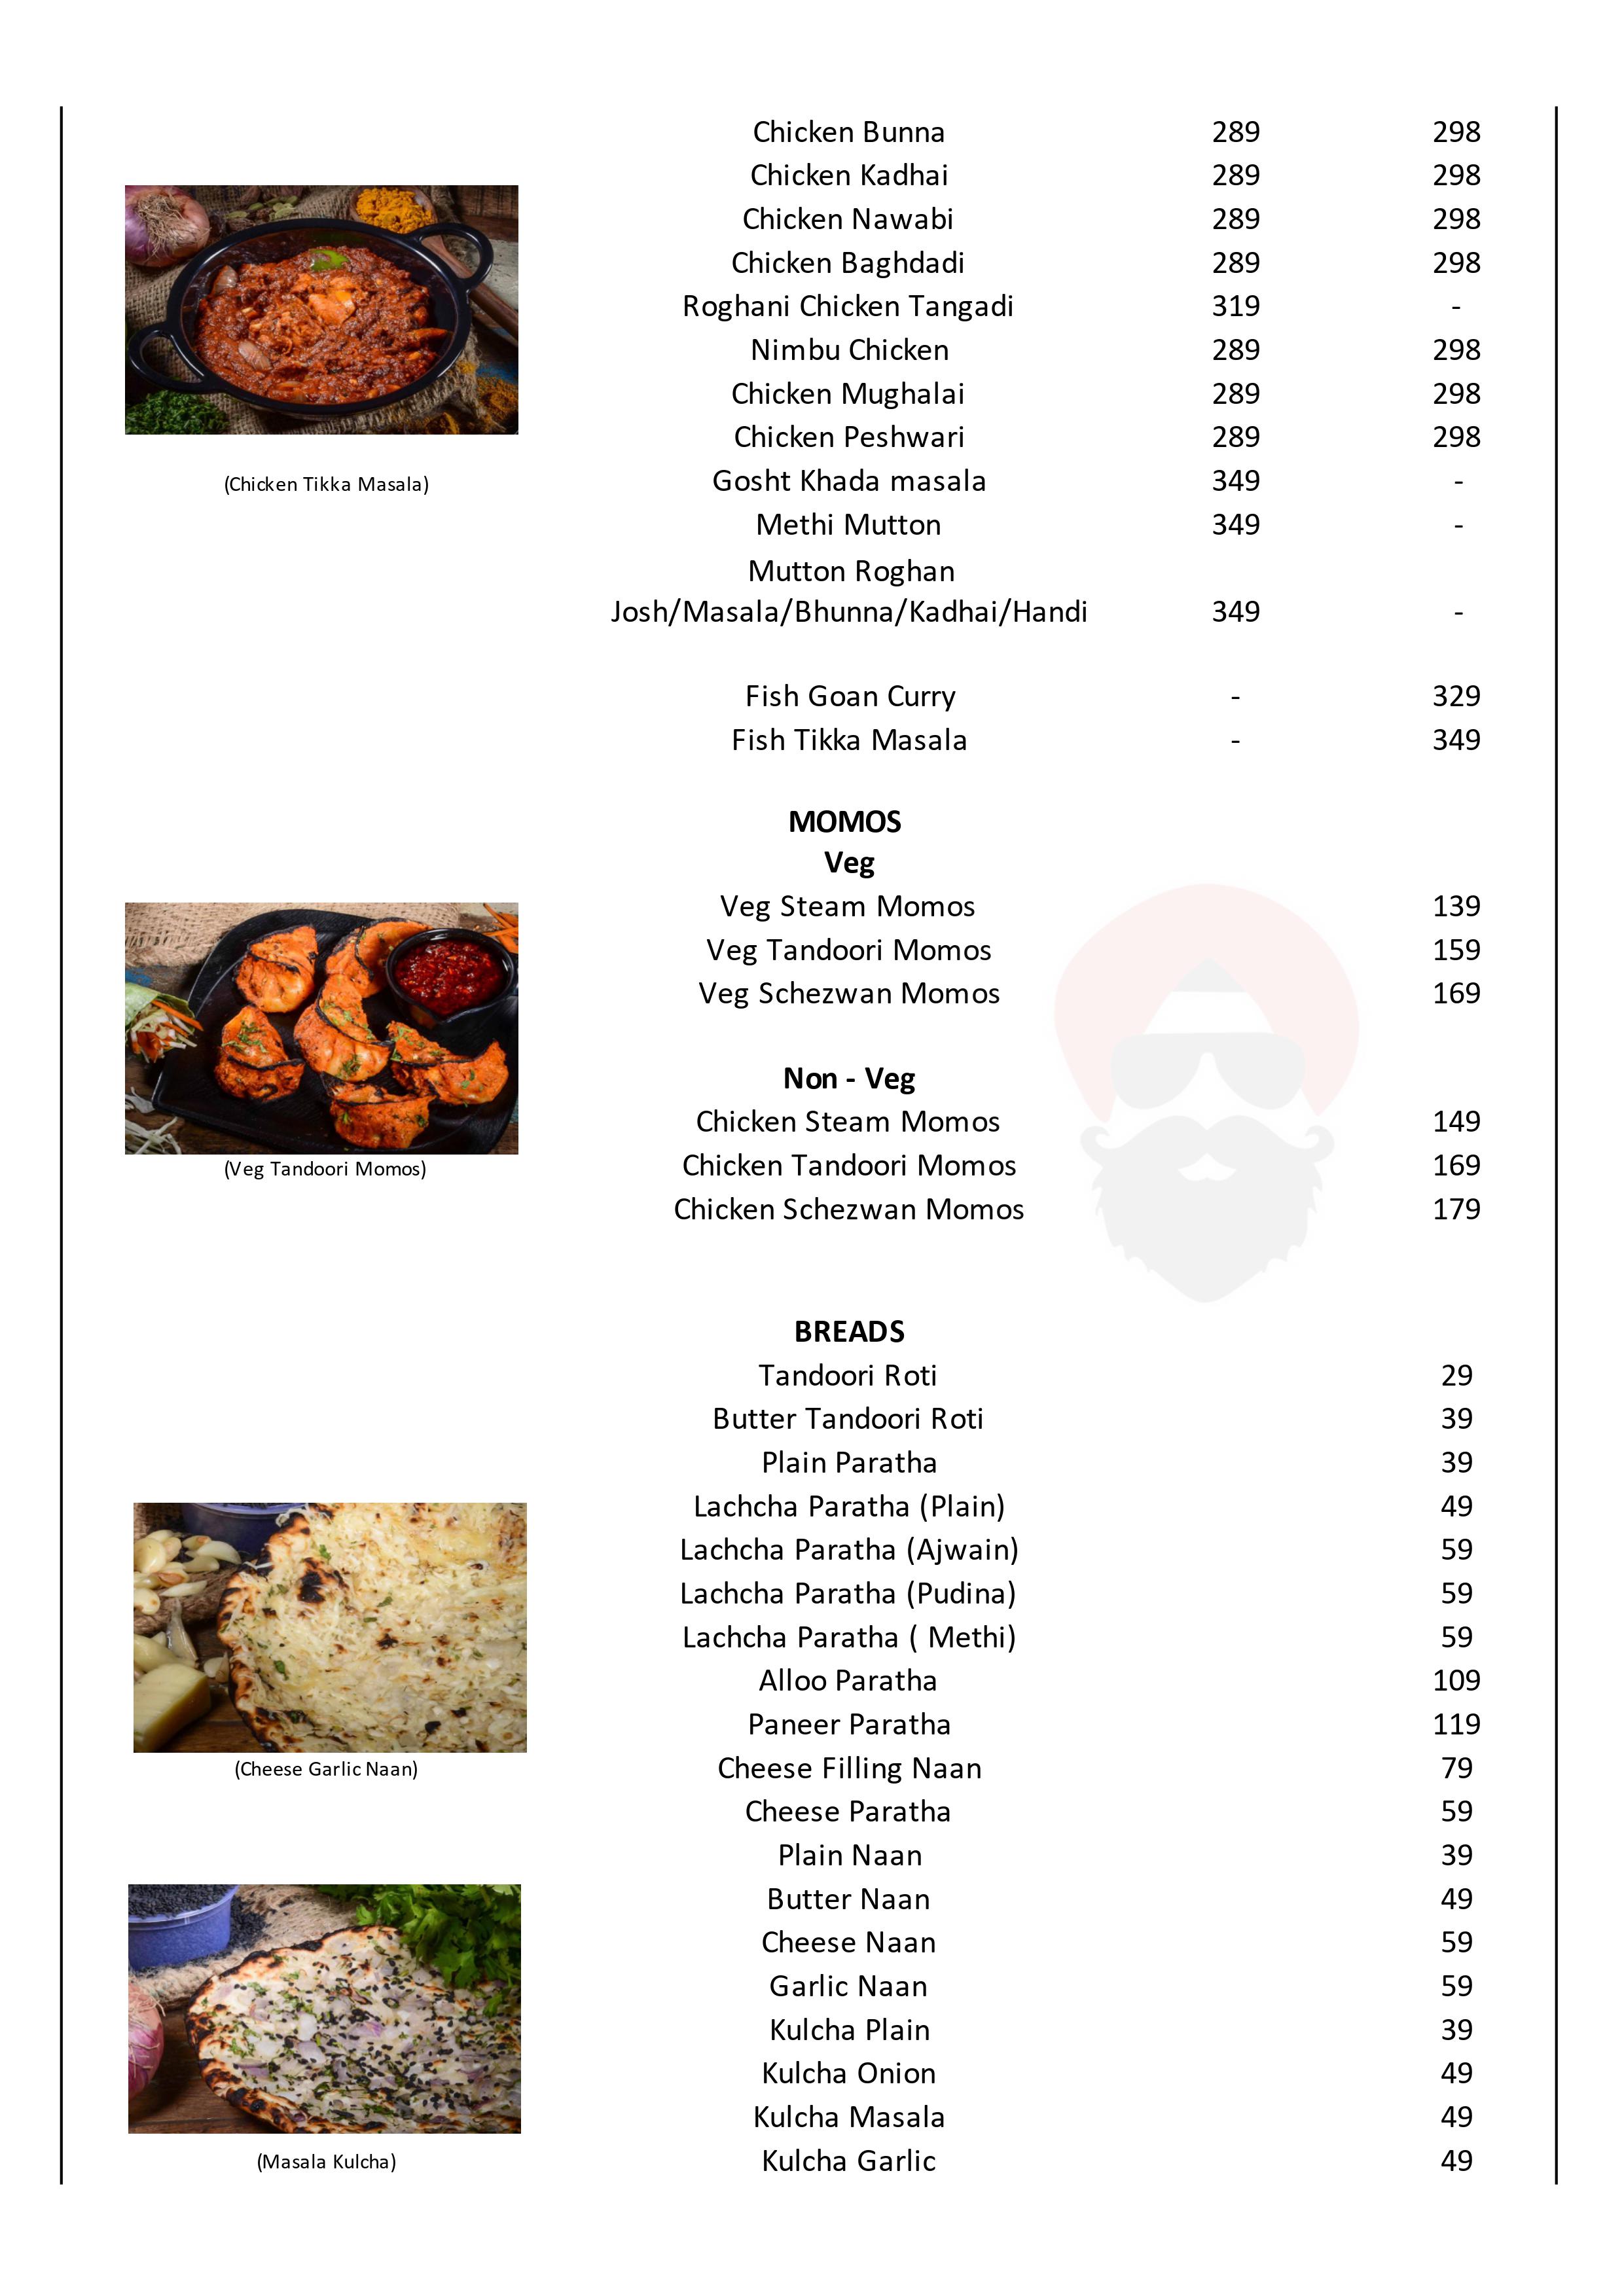 Chicken Bunna 289 298
Chicken Kadhai 289 298
Chicken Nawabi 289 298
Chicken Baghdadi 289 298
Roghani Chicken Tangadi 319 -
Nimbu Chicken 289 298
Chicken Mughalai 289 298
Chicken Peshwari 289 298
(Chicken Tikka Masala)
Gosht Khada masala 349 -
Methi Mutton 349 -
Mutton Roghan
Josh/Masala/Bhunna/Kadhai/Handi 349 -
Fish Goan Curry - 329
Fish Tikka Masala - 349
MOMOS
Veg
Veg Steam Momos 139
Veg Tandoori Momos 159
Veg Schezwan Momos 169
Non - Veg
Chicken Steam Momos 149
Chicken Tandoori Momos 169
(Veg Tandoori Momos)
Chicken Schezwan Momos 179
BREADS
Tandoori Roti 29
Butter Tandoori Roti 39
Plain Paratha 39
Lachcha Paratha (Plain) 49
Lachcha Paratha (Ajwain) 59
Lachcha Paratha (Pudina) 59
Lachcha Paratha ( Methi) 59
Alloo Paratha 109
Paneer Paratha 119
Cheese Filling Naan 79
(Cheese Garlic Naan)
Cheese Paratha 59
Plain Naan 39
Butter Naan 49
Cheese Naan 59
Garlic Naan 59
Kulcha Plain 39
Kulcha Onion 49
Kulcha Masala 49
Kulcha Garlic 49
(Masala Kulcha)